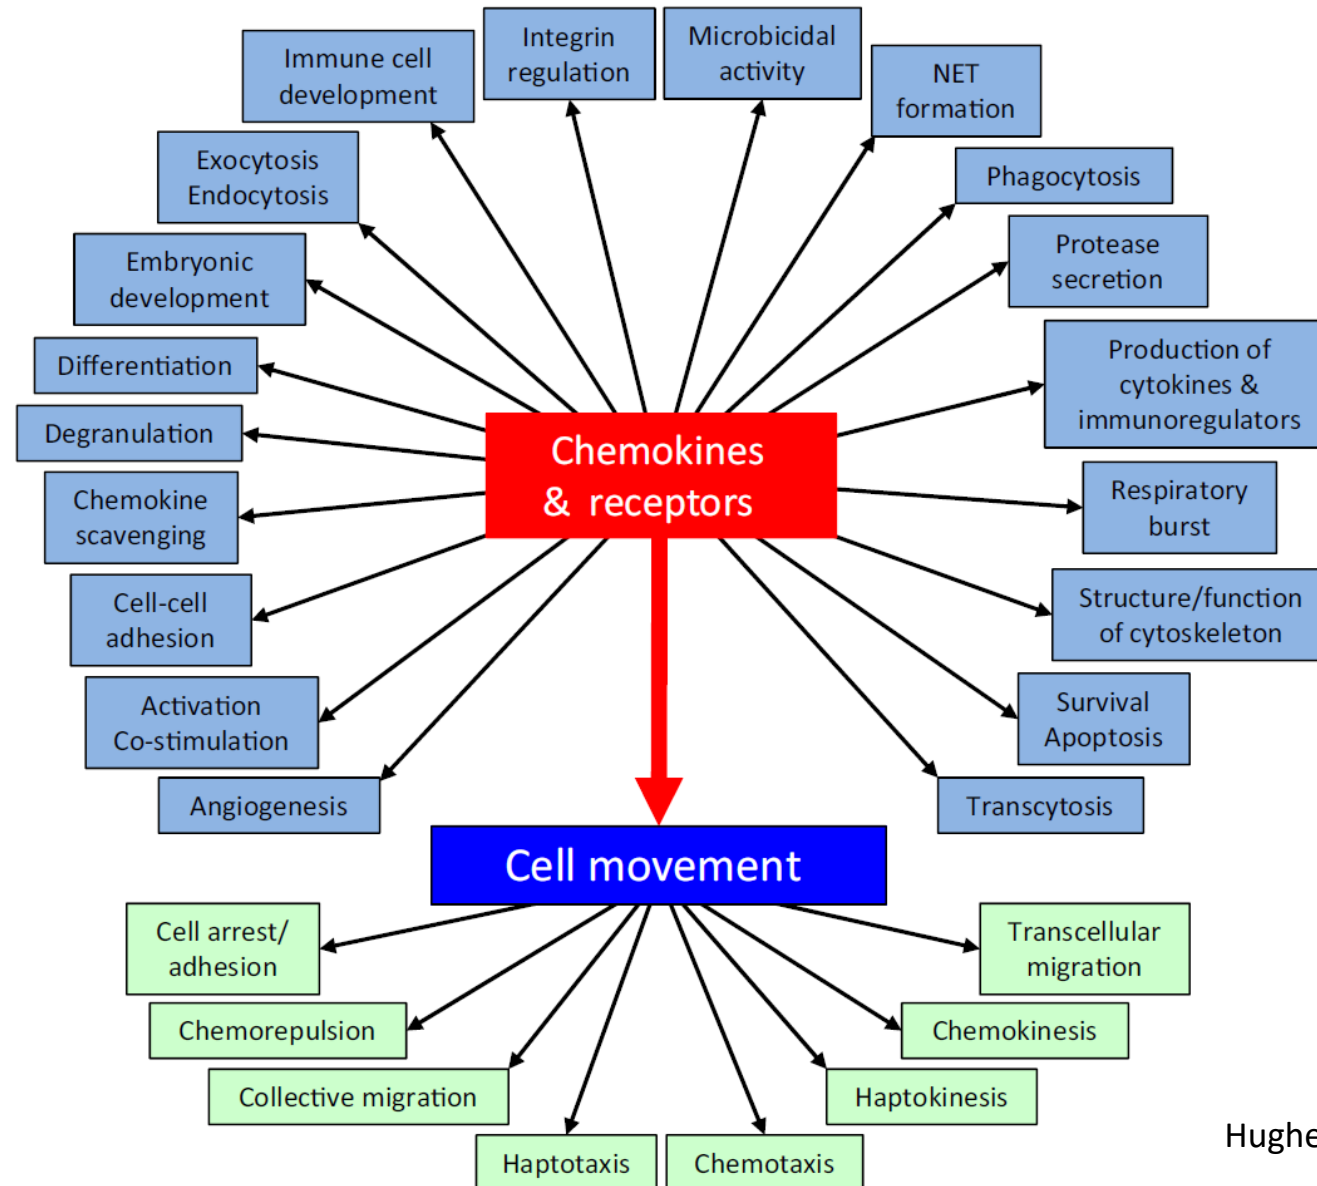 Immune cell
development
Integrin
regulation
Microbicidal
activity
NET
formation
Exocytosis
Endocytosis
Phagocytosis
Embryonic
development
Protease
secretion
Differentiation
Production of
cytokines &
immunoregulators
Degranulation
Chemokines
& receptors
Chemokine
scavenging
Respiratory
burst
Cell-cell
adhesion
Structure/function
of cytoskeleton
Activation
Co-stimulation
Survival
Apoptosis
Angiogenesis
Transcytosis
Cell movement
Cell arrest/
adhesion
Transcellular
migration
Chemorepulsion
Chemokinesis
Collective migration
Haptokinesis
Haptotaxis
Chemotaxis
Hughe